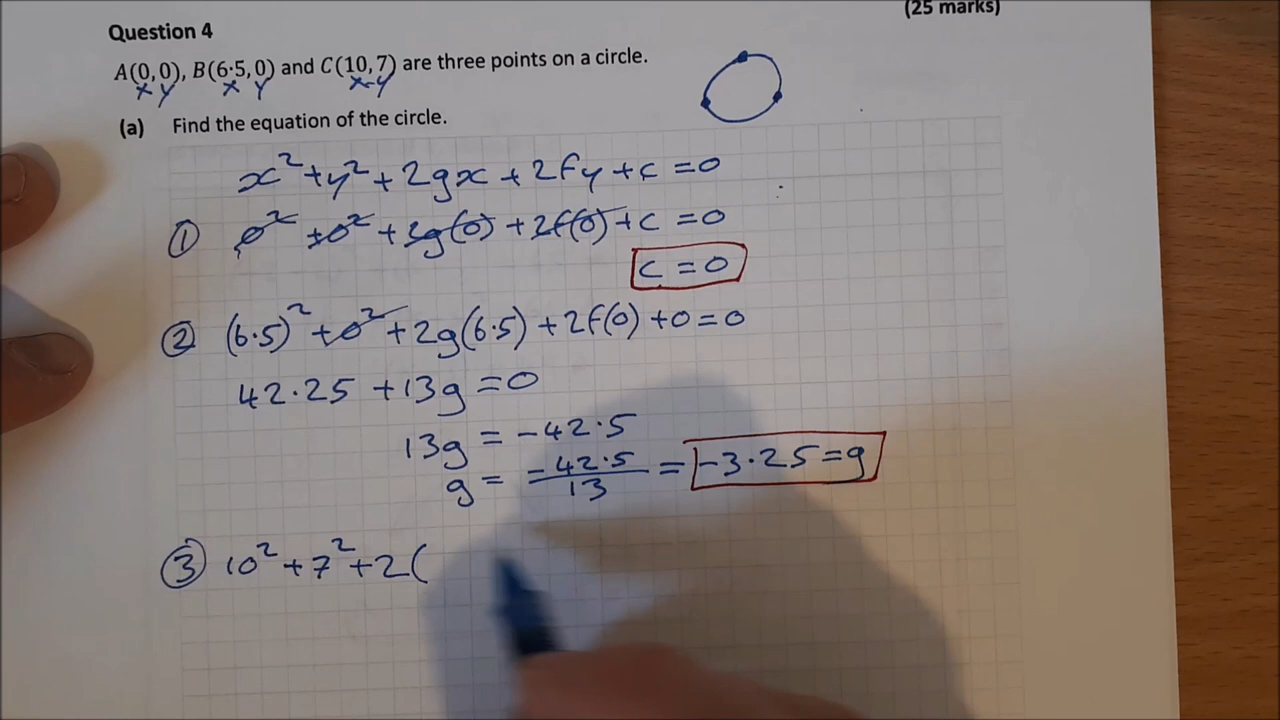 (25 marks)
Question 4
A(0,0), B(6·5,0) and C(10,7) are three points on a circle.
x y x y x y
(a) Find the equation of the circle.
x² + y² + 2gx + 2fy + c = 0
① 0² + 0² + 2g(0) + 2f(0) + c = 0
c = 0
② (6·5)² + 0² + 2g(6·5) + 2f(0) + 0 = 0
42·25 + 13g = 0
13g = -42·5
g = -42·5/13 = -3·25 = g
③ 10² + 7² + 2(